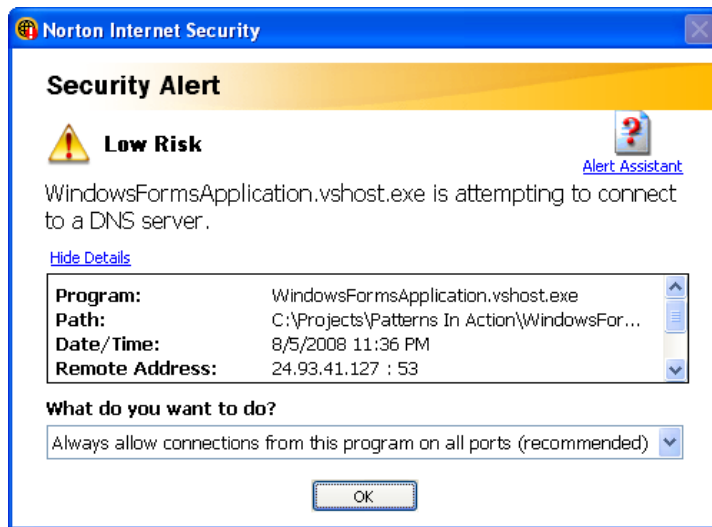 Norton Internet Security
Security Alert
Low Risk
Alert Assistant
WindowsFormsApplication.vshost.exe is attempting to connect
to a DNS server.
Hide Details
Program: WindowsFormsApplication.vshost.exe
Path: C:\Projects\Patterns In Action\WindowsFor...
Date/Time: 8/5/2008 11:36 PM
Remote Address: 24.93.41.127 : 53
What do you want to do?
Always allow connections from this program on all ports (recommended)
OK